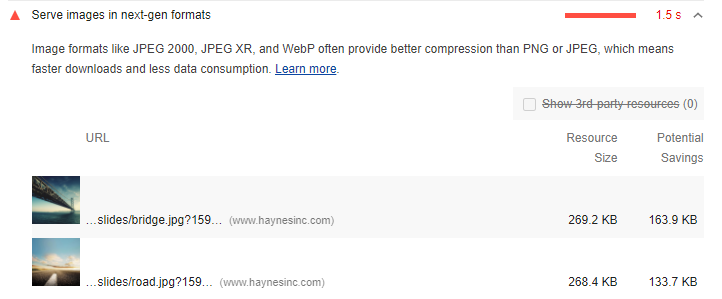 Serve images in next-gen formats 1.5 s
Image formats like JPEG 2000, JPEG XR, and WebP often provide better compression than PNG or JPEG, which means
faster downloads and less data consumption. Learn more.
Show 3rd-party resources (0)
URL Resource Size Potential Savings
…slides/bridge.jpg?159… (www.haynesinc.com) 269.2 KB 163.9 KB
…slides/road.jpg?159… (www.haynesinc.com) 268.4 KB 133.7 KB